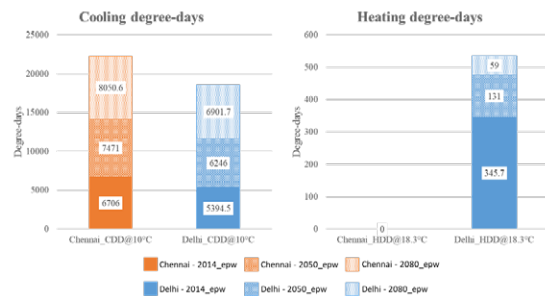 Cooling degree-days
Heating degree-days
Degree-days
25000
20000
15000
10000
5000
0
8050.6
7471
6706
6901.7
6246
5394.5
Chennai_CDD@10°C
Delhi_CDD@10°C
Degree-days
600
500
400
300
200
100
0
0
59
131
345.7
Chennai_HDD@18.3°C
Delhi_HDD@18.3°C
Chennai - 2014_epw
Chennai - 2050_epw
Chennai - 2080_epw
Delhi - 2014_epw
Delhi - 2050_epw
Delhi - 2080_epw